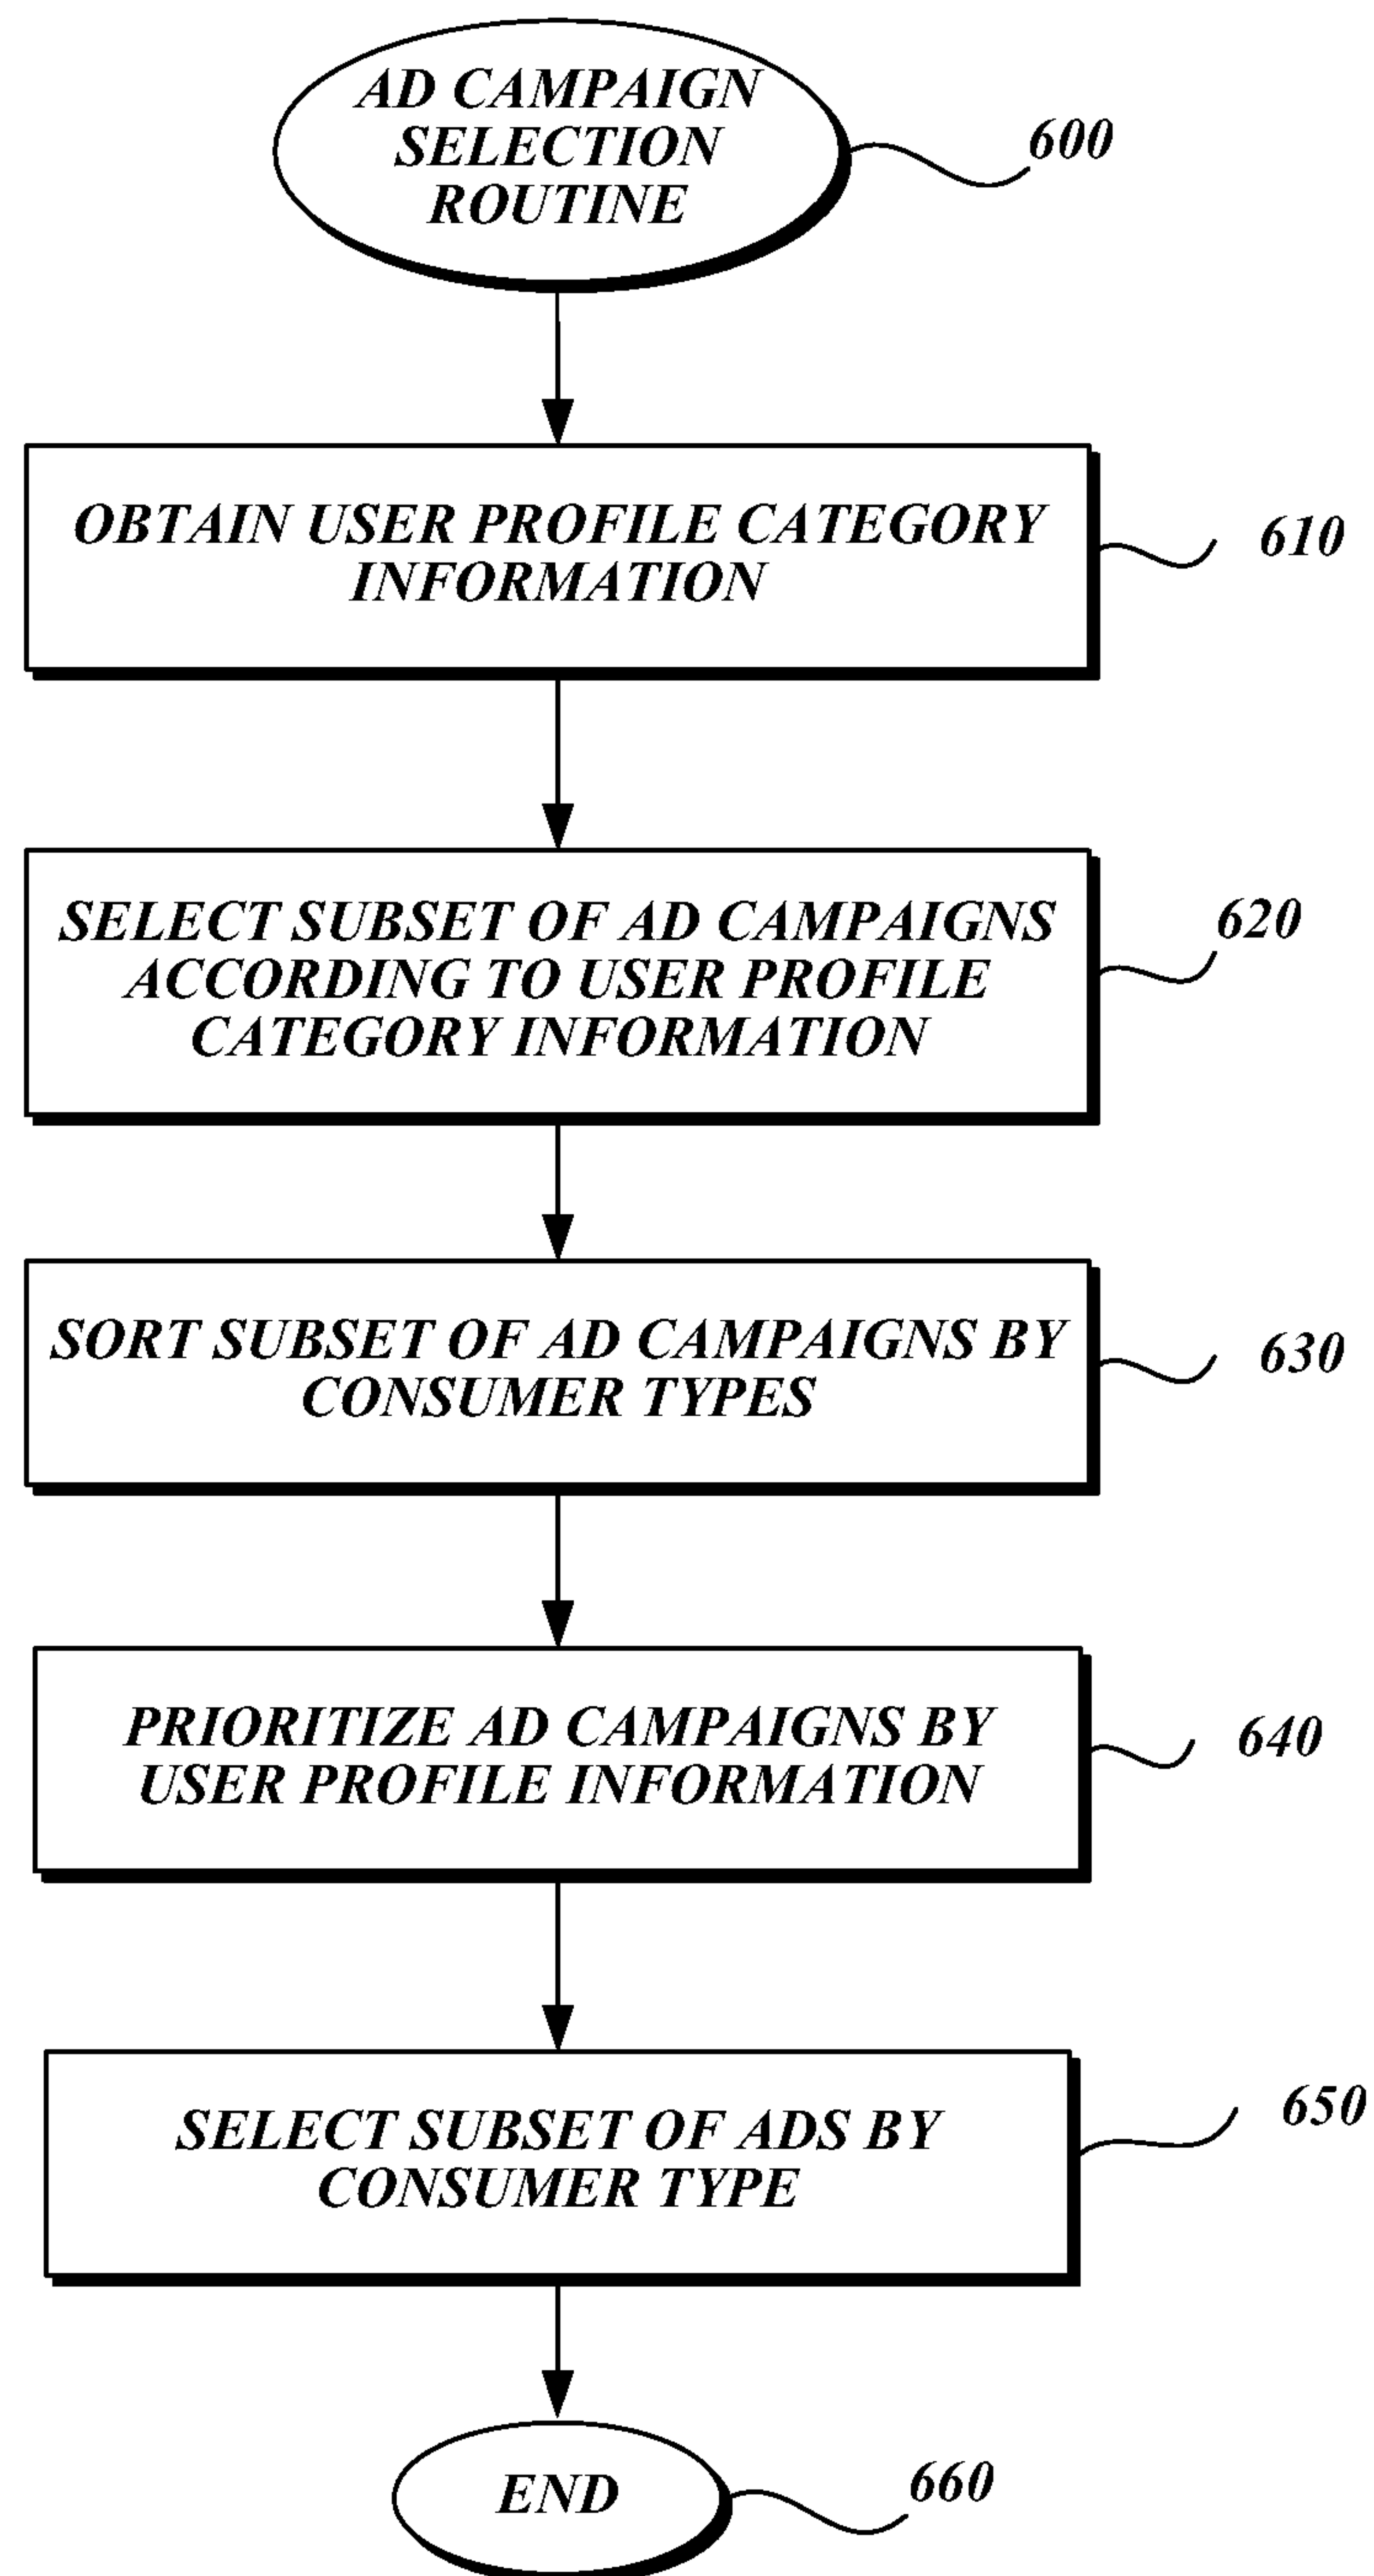 AD CAMPAIGN
SELECTION
ROUTINE
600
OBTAIN USER PROFILE CATEGORY
INFORMATION
610
SELECT SUBSET OF AD CAMPAIGNS
ACCORDING TO USER PROFILE
CATEGORY INFORMATION
620
SORT SUBSET OF AD CAMPAIGNS BY
CONSUMER TYPES
630
PRIORITIZE AD CAMPAIGNS BY
USER PROFILE INFORMATION
640
SELECT SUBSET OF ADS BY
CONSUMER TYPE
650
END
660